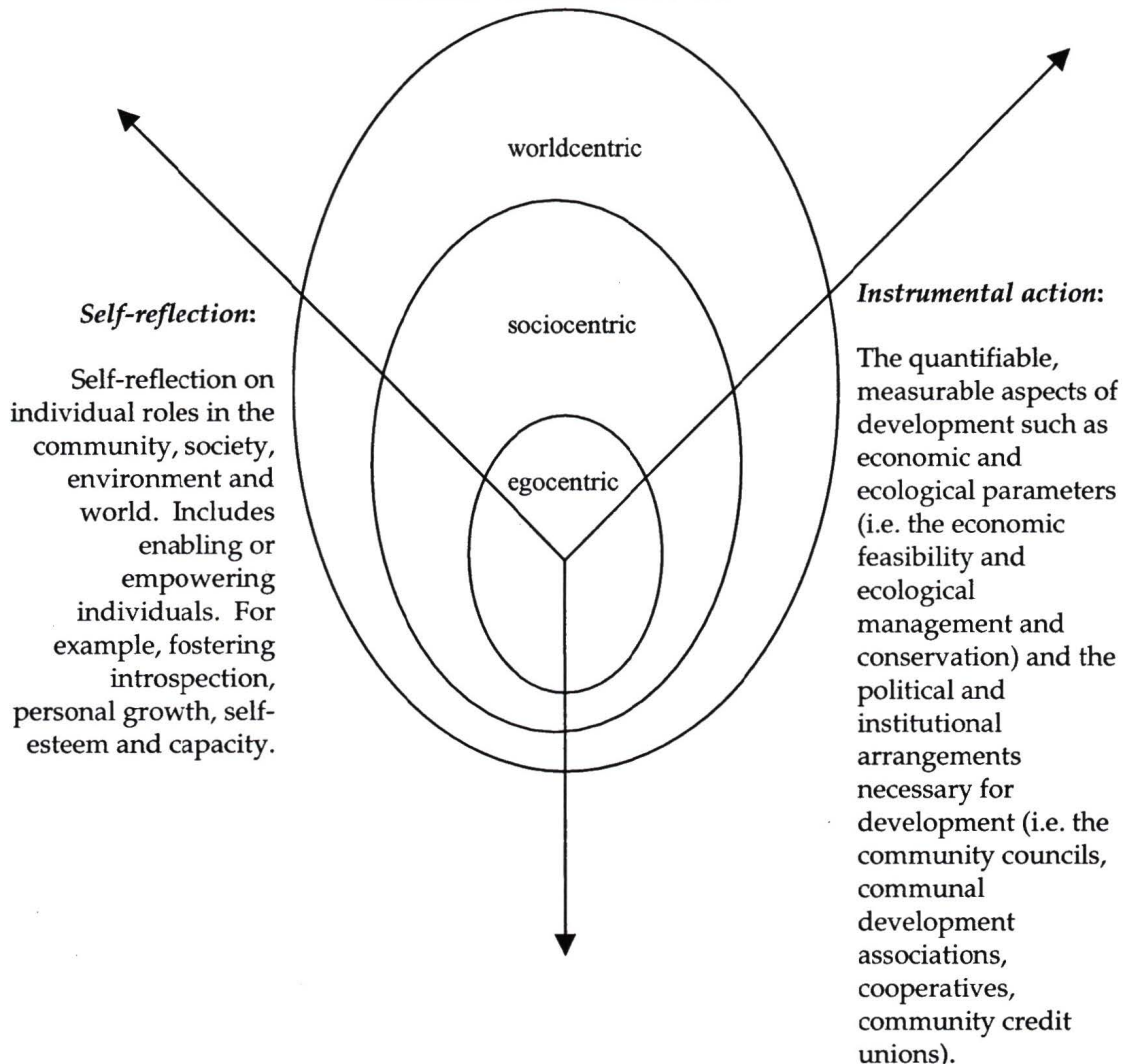 worldcentric
sociocentric
egocentric
Self-reflection:
Self-reflection on
individual roles in the
community, society,
environment and
world. Includes
enabling or
empowering
individuals. For
example, fostering
introspection,
personal growth, self-
esteem and capacity.
Instrumental action:
The quantifiable,
measurable aspects of
development such as
economic and
ecological parameters
(i.e. the economic
feasibility and
ecological
management and
conservation) and the
political and
institutional
arrangements
necessary for
development (i.e. the
community councils,
communal
development
associations,
cooperatives,
community credit
unions).